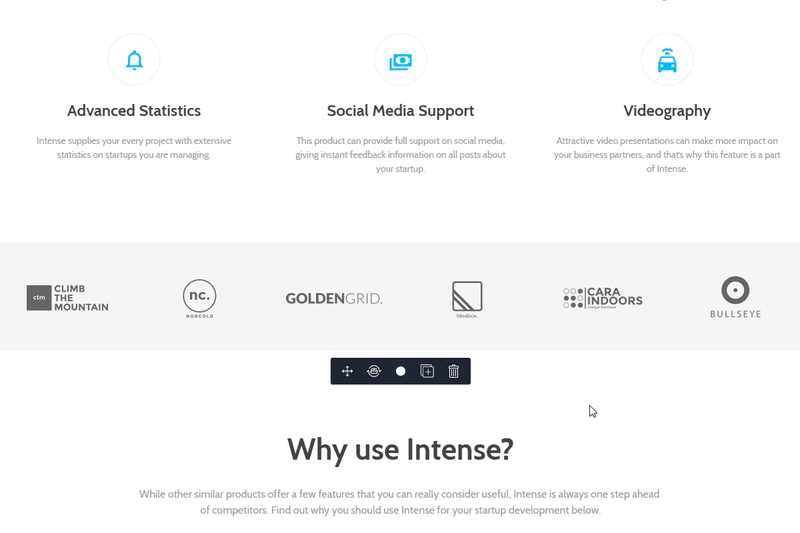 Advanced Statistics
Intense supplies your every project with extensive
statistics on startups you are managing.
Social Media Support
This product can provide full support on social media,
giving instant feedback information on all posts about
your startup.
Videography
Attractive video presentations can make more impact on
your business partners, and that's why this feature is a part
of Intense.
ctm
CLIMB
THE
MOUNTAIN
nc.
NORCOLD
GOLDENGRID.
Ideabox.
CARA
INDOORS
Unique Furniture
BULLSEYE
Why use Intense?
While other similar products offer a few features that you can really consider useful, Intense is always one step ahead
of competitors. Find out why you should use Intense for your startup development below.